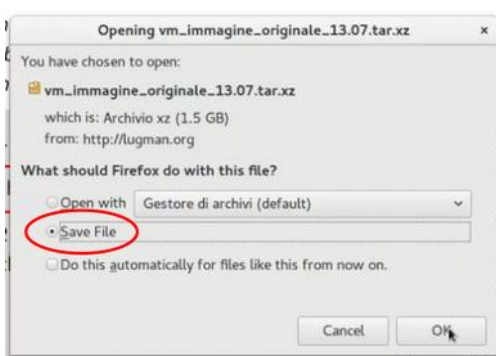 Opening vm_immagine_originale_13.07.tar.xz
You have chosen to open:
vm_immagine_originale_13.07.tar.xz
which is: Archivio xz (1.5 GB)
from: http://lugman.org
What should Firefox do with this file?
Open with Gestore di archivi (default)
Save File
Do this automatically for files like this from now on.
Cancel OK